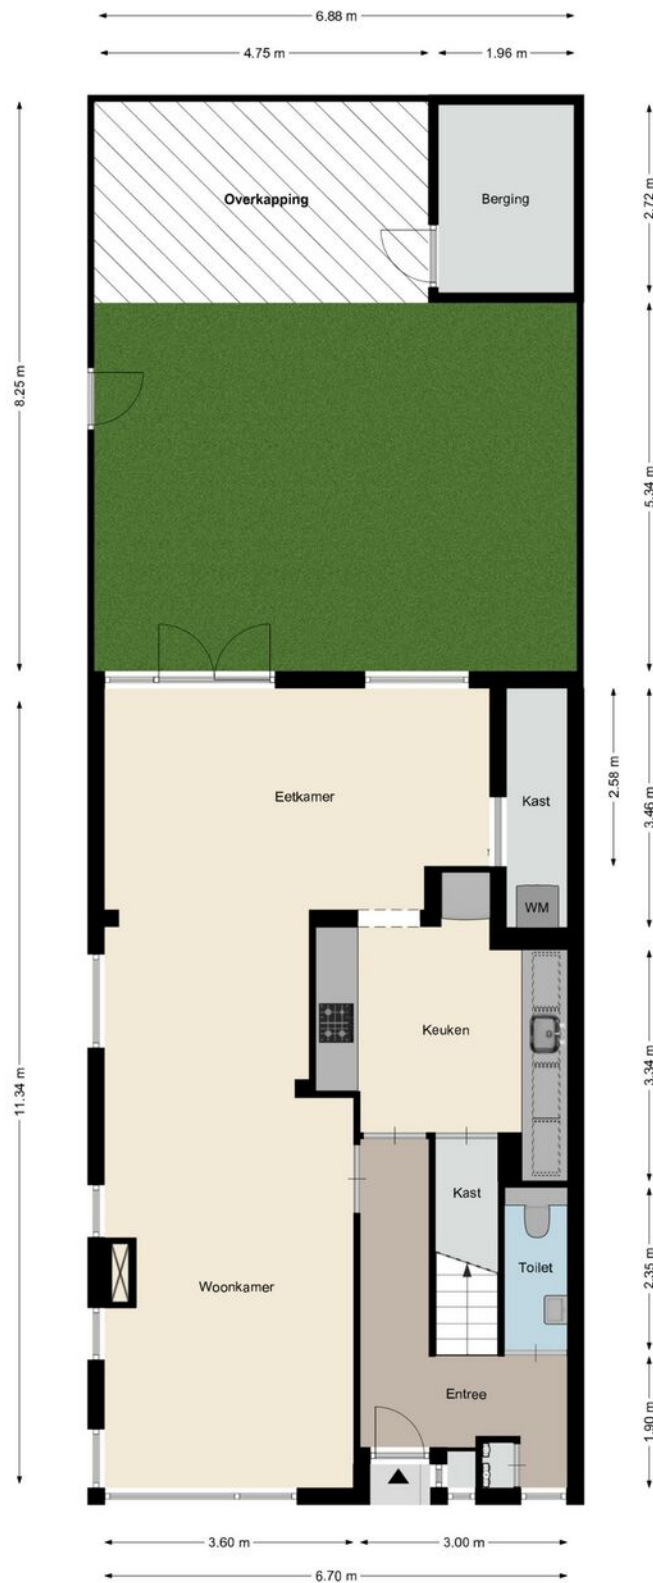 6.88 m
4.75 m
1.96 m
Overkapping
Berging
2.72 m
8.25 m
5.34 m
Eetkamer
Kast
2.58 m
3.46 m
WM
Keuken
3.34 m
11.34 m
Kast
Toilet
2.35 m
Woonkamer
Entree
1.90 m
3.60 m
3.00 m
6.70 m